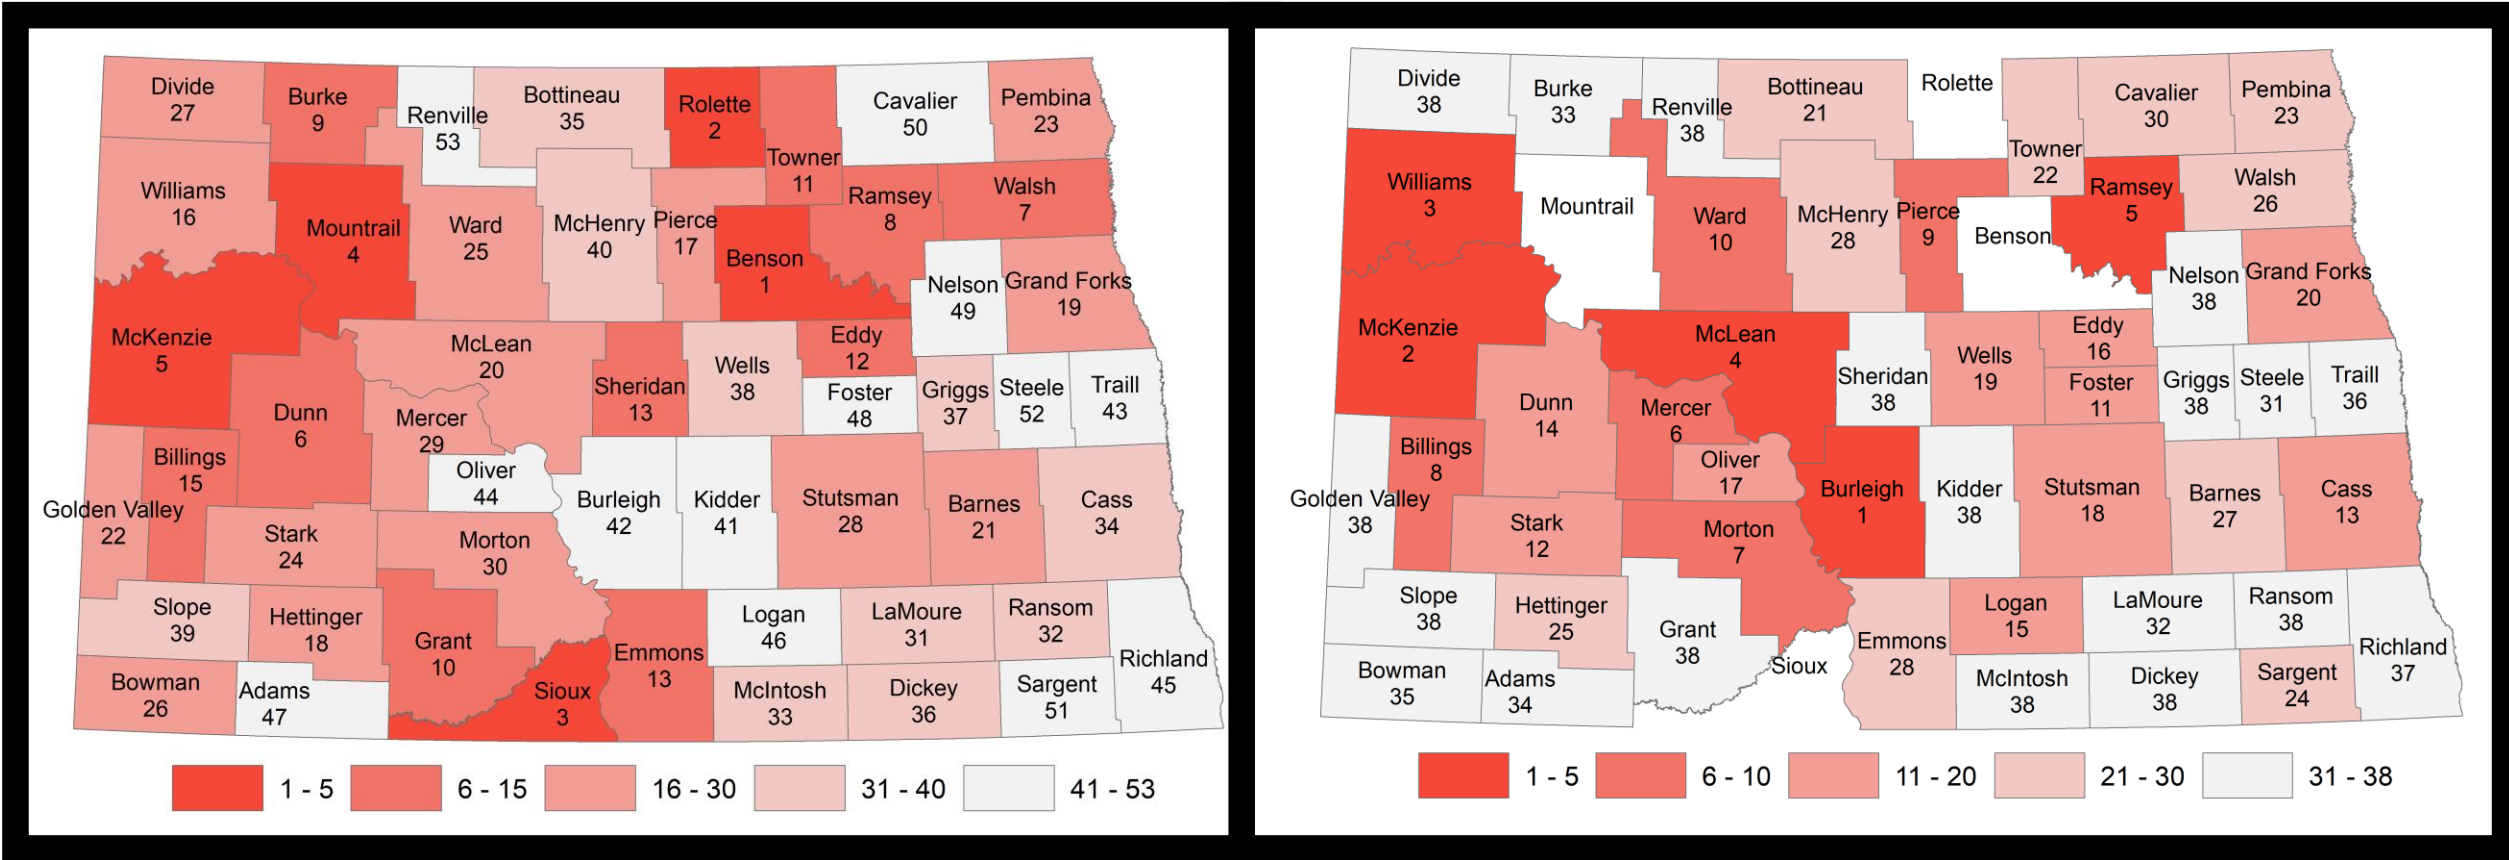 Divide
27
Burke
9
Renville
53
Bottineau
35
Rolette
2
Towner
11
Cavalier
50
Pembina
23
Williams
16
Mountrail
4
Ward
25
McHenry
40
Pierce
17
Benson
1
Ramsey
8
Walsh
7
Nelson
49
Grand Forks
19
McKenzie
5
Dunn
6
McLean
20
Mercer
29
Sheridan
13
Wells
38
Eddy
12
Foster
48
Griggs
37
Steele
52
Traill
43
Golden Valley
22
Billings
15
Stark
24
Oliver
44
Morton
30
Burleigh
42
Kidder
41
Stutsman
28
Barnes
21
Cass
34
Slope
39
Hettinger
18
Grant
10
Emmons
13
Logan
46
LaMoure
31
Ransom
32
Richland
45
Bowman
26
Adams
47
Sioux
3
McIntosh
33
Dickey
36
Sargent
51
1 - 5
6 - 15
16 - 30
31 - 40
41 - 53
Divide
38
Burke
33
Renville
38
Bottineau
21
Rolette
Towner
22
Cavalier
30
Pembina
23
Williams
3
Mountrail
Ward
10
McHenry
28
Pierce
9
Benson
Ramsey
5
Walsh
26
Nelson
38
Grand Forks
20
McKenzie
2
Dunn
14
McLean
4
Mercer
6
Sheridan
38
Wells
19
Eddy
16
Foster
11
Griggs
38
Steele
31
Traill
36
Golden Valley
38
Billings
8
Stark
12
Oliver
17
Morton
7
Burleigh
1
Kidder
38
Stutsman
18
Barnes
27
Cass
13
Slope
38
Hettinger
25
Grant
38
Emmons
28
Logan
15
LaMoure
32
Ransom
38
Richland
37
Bowman
35
Adams
34
Sioux
McIntosh
38
Dickey
38
Sargent
24
1 - 5
6 - 10
11 - 20
21 - 30
31 - 38